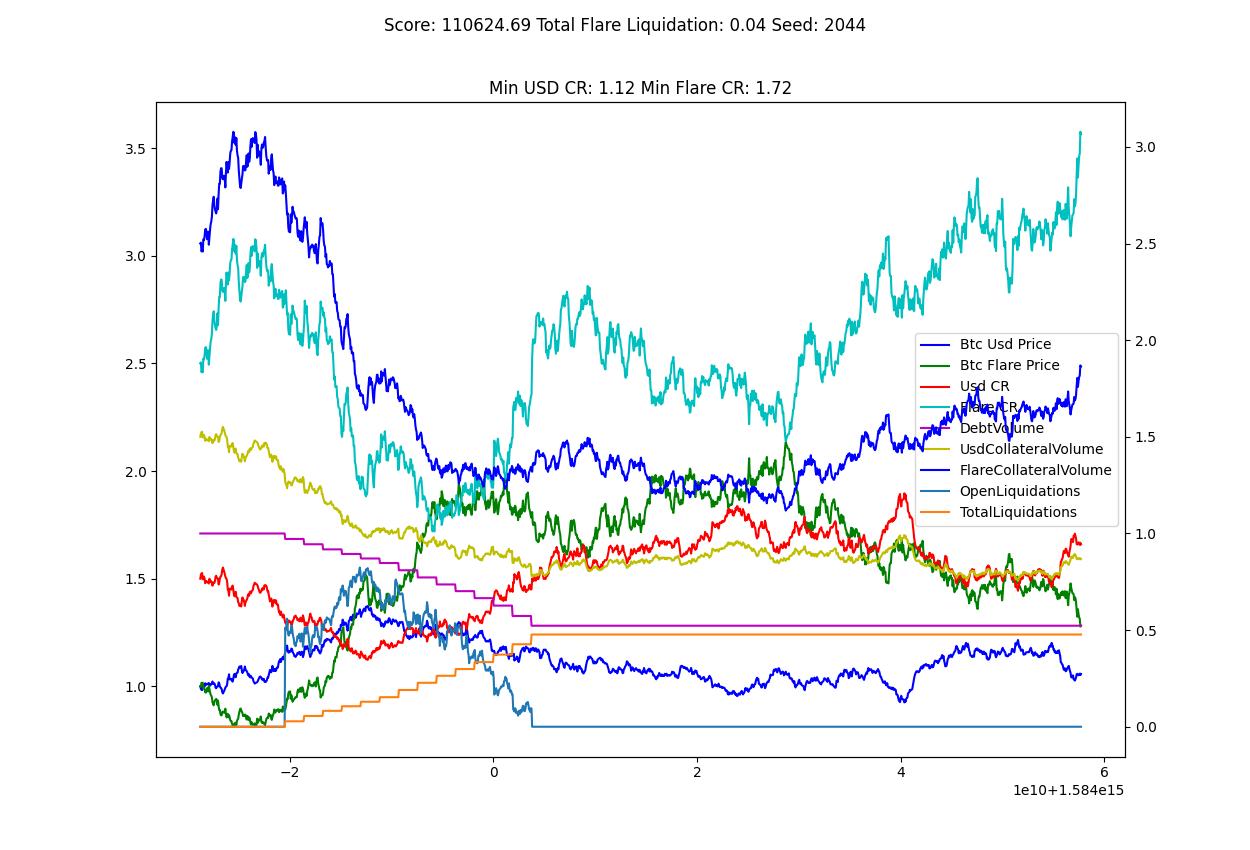 Score: 110624.69 Total Flare Liquidation: 0.04 Seed: 2044
Min USD CR: 1.12 Min Flare CR: 1.72
3.5
3.0
2.5
2.0
1.5
1.0
3.0
2.5
2.0
1.5
1.0
0.5
0.0
Btc Usd Price
Btc Flare Price
Usd CR
Flare CR
DebtVolume
UsdCollateralVolume
FlareCollateralVolume
OpenLiquidations
TotalLiquidations
−2
0
2
4
6
1e10+1.584e15